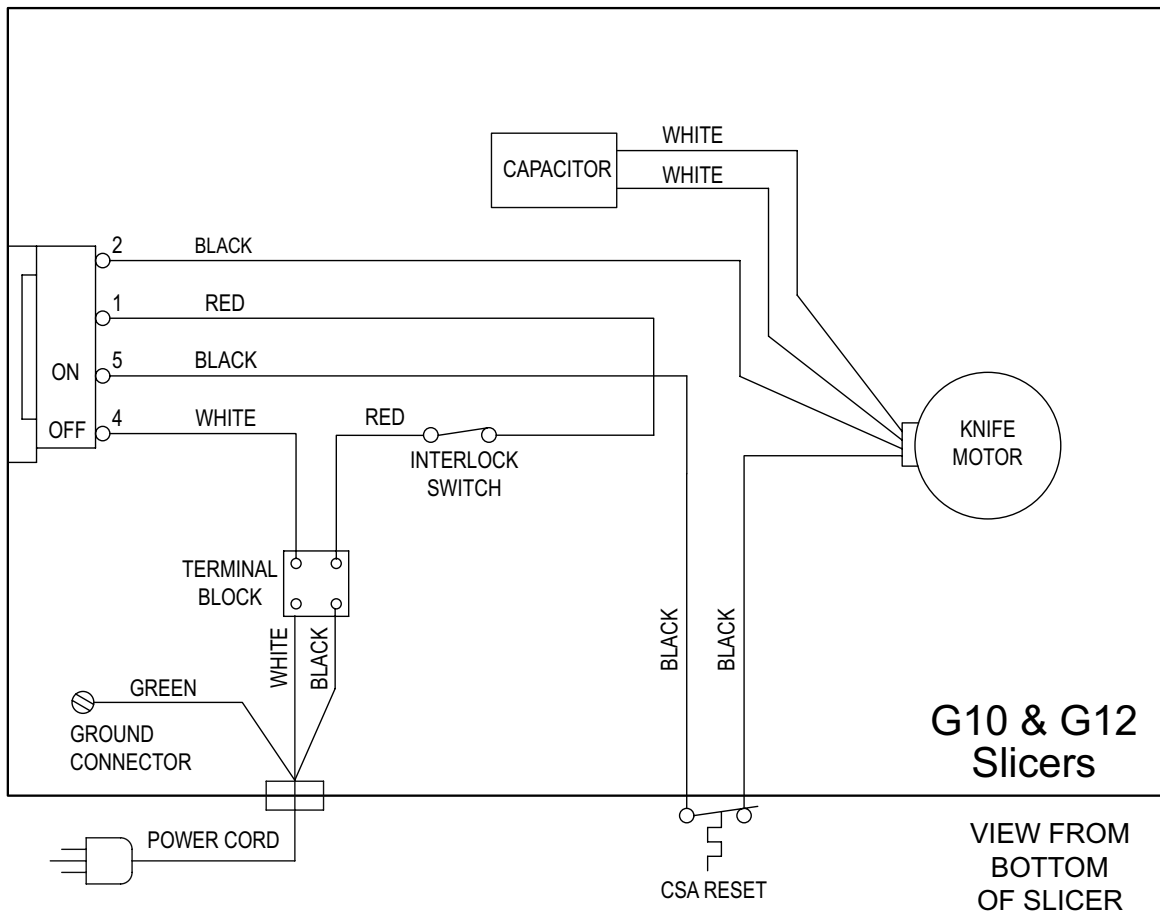 WHITE
CAPACITOR
WHITE
2
BLACK
1
RED
ON
5
BLACK
OFF
4
WHITE
RED
INTERLOCK
SWITCH
KNIFE
MOTOR
TERMINAL
BLOCK
WHITE
BLACK
BLACK
BLACK
GREEN
GROUND
CONNECTOR
G10 & G12
Slicers
POWER CORD
CSA RESET
VIEW FROM
BOTTOM
OF SLICER